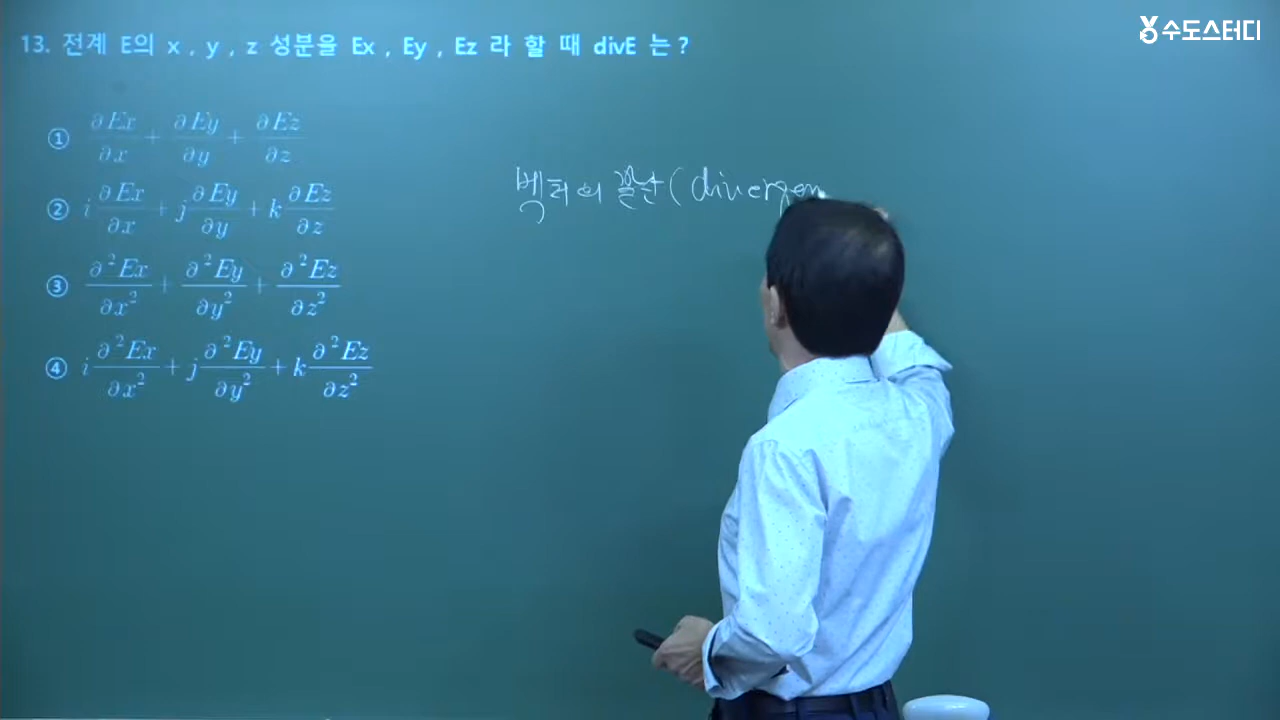 수도스터디
13. 전계 E의 x , y , z 성분을 Ex , Ey , Ez 라 할 때 divE 는 ?
① ∂Ex/∂x + ∂Ey/∂y + ∂Ez/∂z
② i ∂Ex/∂x + j ∂Ey/∂y + k ∂Ez/∂z
③ ∂²Ex/∂x² + ∂²Ey/∂y² + ∂²Ez/∂z²
④ i ∂²Ex/∂x² + j ∂²Ey/∂y² + k ∂²Ez/∂z²
벡터의 발산 ( divergen